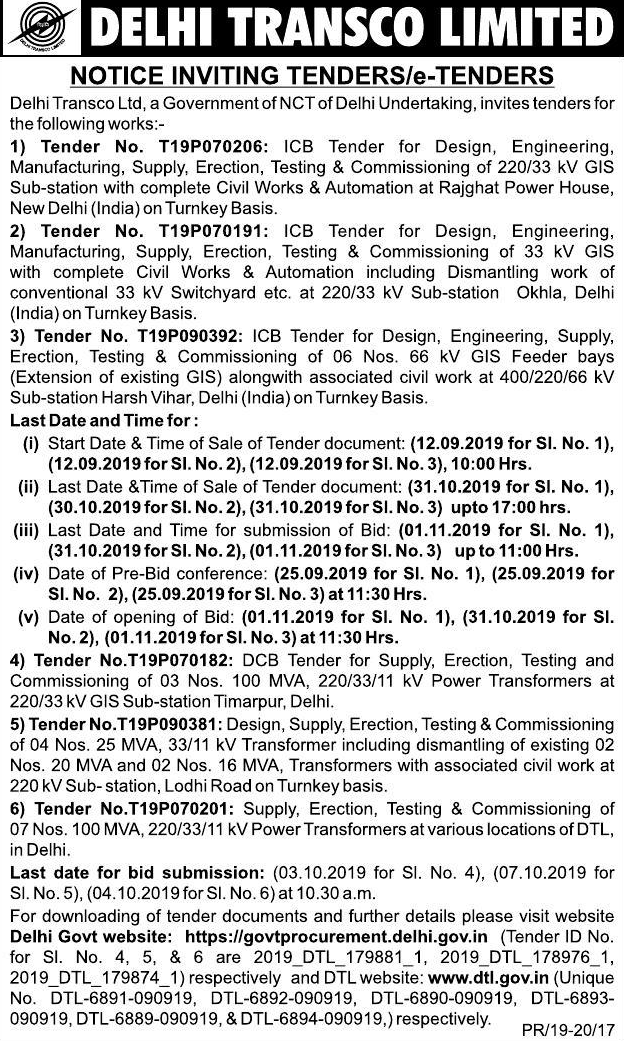 DELHI TRANSCO LIMITED
DELHI TRANSCO LIMITED
NOTICE INVITING TENDERS/e-TENDERS
Delhi Transco Ltd, a Government of NCT of Delhi Undertaking, invites tenders for
the following works:-
1) Tender No. T19P070206: ICB Tender for Design, Engineering,
Manufacturing, Supply, Erection, Testing & Commissioning of 220/33 kV GIS
Sub-station with complete Civil Works & Automation at Rajghat Power House,
New Delhi (India) on Turnkey Basis.
2) Tender No. T19P070191: ICB Tender for Design, Engineering,
Manufacturing, Supply, Erection, Testing & Commissioning of 33 kV GIS
with complete Civil Works & Automation including Dismantling work of
conventional 33 kV Switchyard etc. at 220/33 kV Sub-station Okhla, Delhi
(India) on Turnkey Basis.
3) Tender No. T19P090392: ICB Tender for Design, Engineering, Supply,
Erection, Testing & Commissioning of 06 Nos. 66 kV GIS Feeder bays
(Extension of existing GIS) alongwith associated civil work at 400/220/66 kV
Sub-station Harsh Vihar, Delhi (India) on Turnkey Basis.
Last Date and Time for :
(i) Start Date & Time of Sale of Tender document: (12.09.2019 for Sl. No. 1),
(12.09.2019 for Sl. No. 2), (12.09.2019 for Sl. No. 3), 10:00 Hrs.
(ii) Last Date &Time of Sale of Tender document: (31.10.2019 for Sl. No. 1),
(30.10.2019 for Sl. No. 2), (31.10.2019 for Sl. No. 3) upto 17:00 hrs.
(iii) Last Date and Time for submission of Bid: (01.11.2019 for Sl. No. 1),
(31.10.2019 for Sl. No. 2), (01.11.2019 for Sl. No. 3) up to 11:00 Hrs.
(iv) Date of Pre-Bid conference: (25.09.2019 for Sl. No. 1), (25.09.2019 for
Sl. No. 2), (25.09.2019 for Sl. No. 3) at 11:30 Hrs.
(v) Date of opening of Bid: (01.11.2019 for Sl. No. 1), (31.10.2019 for Sl.
No. 2), (01.11.2019 for Sl. No. 3) at 11:30 Hrs.
4) Tender No.T19P070182: DCB Tender for Supply, Erection, Testing and
Commissioning of 03 Nos. 100 MVA, 220/33/11 kV Power Transformers at
220/33 kV GIS Sub-station Timarpur, Delhi.
5) Tender No.T19P090381: Design, Supply, Erection, Testing & Commissioning
of 04 Nos. 25 MVA, 33/11 kV Transformer including dismantling of existing 02
Nos. 20 MVA and 02 Nos. 16 MVA, Transformers with associated civil work at
220 kV Sub- station, Lodhi Road on Turnkey basis.
6) Tender No.T19P070201: Supply, Erection, Testing & Commissioning of
07 Nos. 100 MVA, 220/33/11 kV Power Transformers at various locations of DTL,
in Delhi.
Last date for bid submission: (03.10.2019 for Sl. No. 4), (07.10.2019 for
Sl. No. 5), (04.10.2019 for Sl. No. 6) at 10.30 a.m.
For downloading of tender documents and further details please visit website
Delhi Govt website: https://govtprocurement.delhi.gov.in (Tender ID No.
for Sl. No. 4, 5, & 6 are 2019_DTL_179881_1, 2019_DTL_178976_1,
2019_DTL_179874_1) respectively and DTL website: www.dtl.gov.in (Unique
No. DTL-6891-090919, DTL-6892-090919, DTL-6890-090919, DTL-6893-
090919, DTL-6889-090919, & DTL-6894-090919,) respectively.
PR/19-20/17